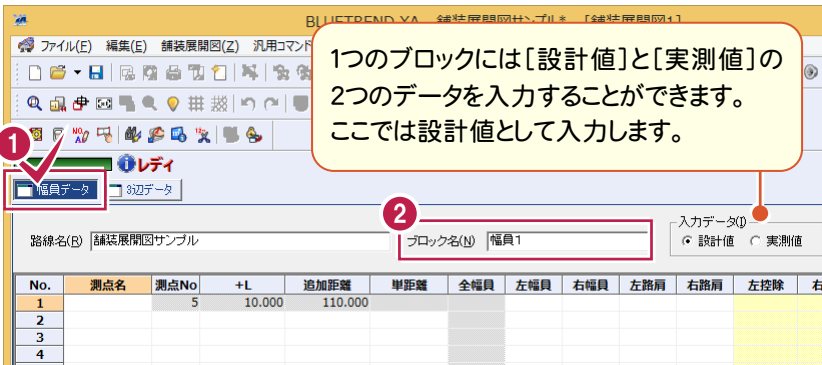 BLUETREND XA 舗装展開図サンプル* [舗装展開図1]
ファイル(F) 編集(E) 舗装展開図(Z) 汎用コマンド
1つのブロックには[設計値]と[実測値]の
2つのデータを入力することができます。
ここでは設計値として入力します。
1
レディ
幅員データ 3辺データ
2
路線名(R) 舗装展開図サンプル ブロック名(N) 幅員1 入力データ(I)
設計値 実測値
No. 測点名 測点No +L 追加距離 単距離 全幅員 左幅員 右幅員 左路肩 右路肩 左控除 右
1 5 10.000 110.000
2
3
4